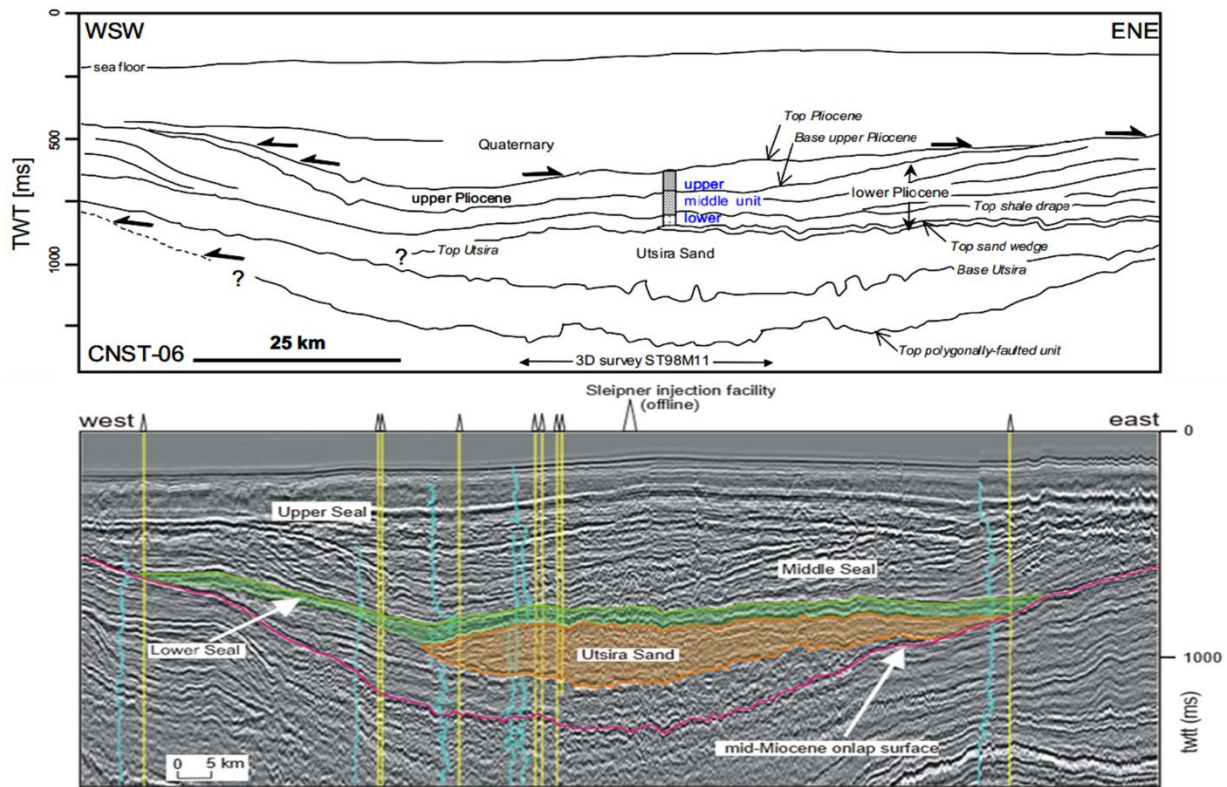 0
WSW
ENE
sea floor
Top Pliocene
Base upper Pliocene
500
Quaternary
TWT [ms]
upper Pliocene
upper
middle unit
lower
lower Pliocene
Top shale drape
? Top Utsira
Utsira Sand
Top sand wedge
1000
?
Base Utsira
CNST-06
25 km
3D survey ST98M11
Top polygonally-faulted unit
Sleipner injection facility
(offline)
west
east
0
Upper Seal
Middle Seal
Lower Seal
Utsira Sand
1000
mid-Miocene onlap surface
twtt (ms)
0 5 km